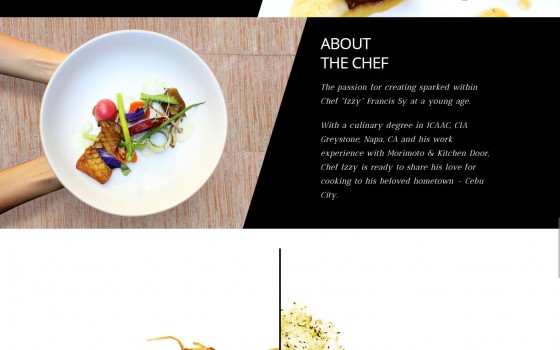 ABOUT
THE CHEF
The passion for creating sparked within
Chef "Izzy" Francis Sy at a young age.
With a culinary degree in ICAAC, CIA
Greystone, Napa, CA and his work
experience with Morimoto & Kitchen Door,
Chef Izzy is ready to share his love for
cooking to his beloved hometown - Cebu
City.